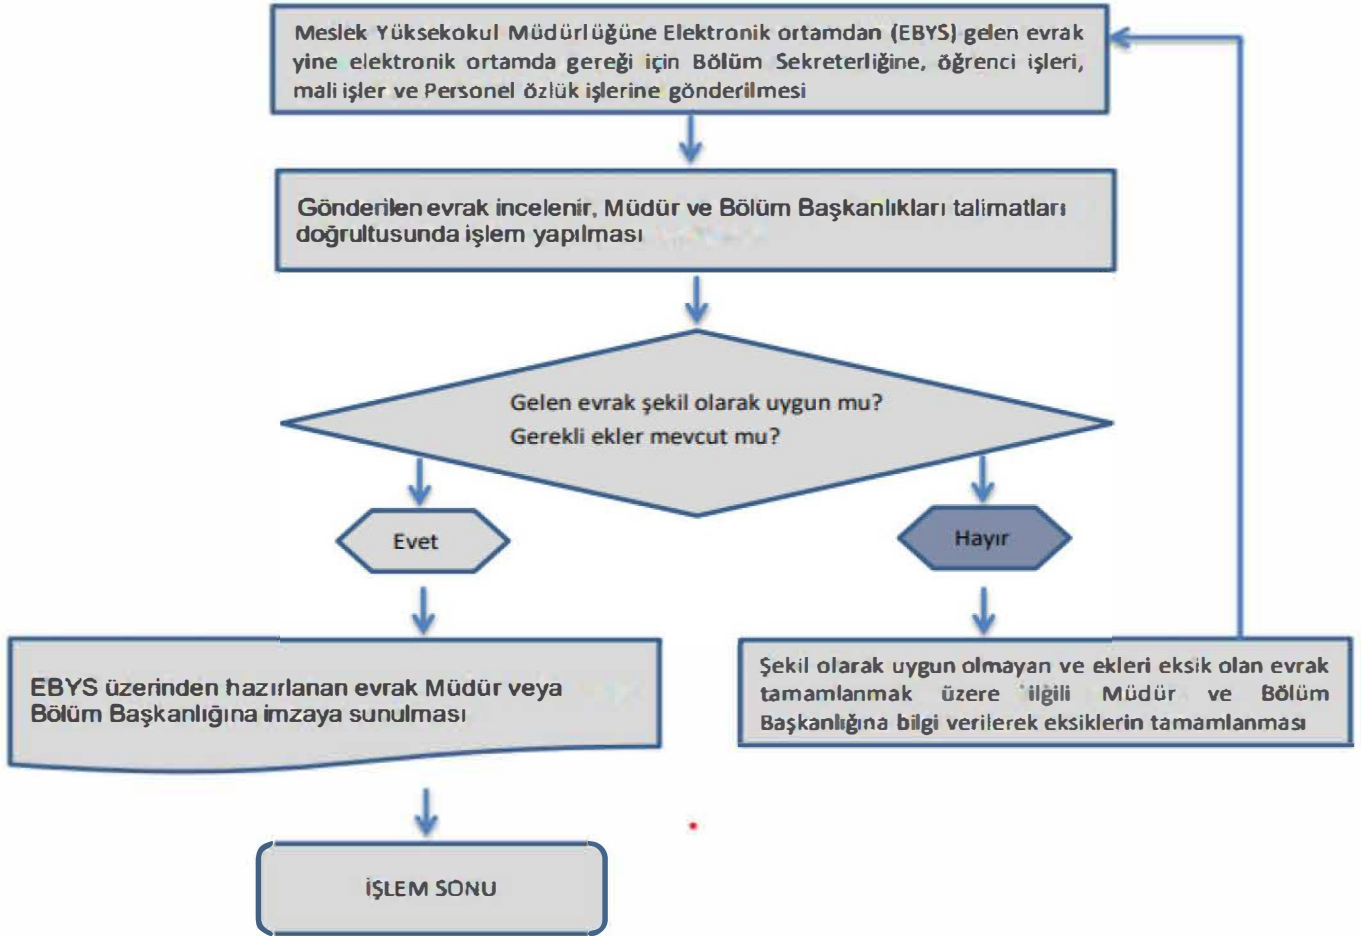 Meslek Yüksekokul Müdürlüğüne Elektronik ortamdan (EBYS) gelen evrak
yine elektronik ortamda gereği için Bölüm Sekreterliğine, öğrenci işleri,
mali işler ve Personel özlük işlerine gönderilmesi
Gönderilen evrak incelenir, Müdür ve Bölüm Başkanlıkları talimatları
doğrultusunda işlem yapılması
Gelen evrak şekil olarak uygun mu?
Gerekli ekler mevcut mu?
Evet
Hayır
EBYS üzerinden hazırlanan evrak Müdür veya
Bölüm Başkanlığına imzaya sunulması
Şekil olarak uygun olmayan ve ekleri eksik olan evrak
tamamlanmak üzere ilgili Müdür ve Bölüm
Başkanlığına bilgi verilerek eksiklerin tamamlanması
İŞLEM SONU